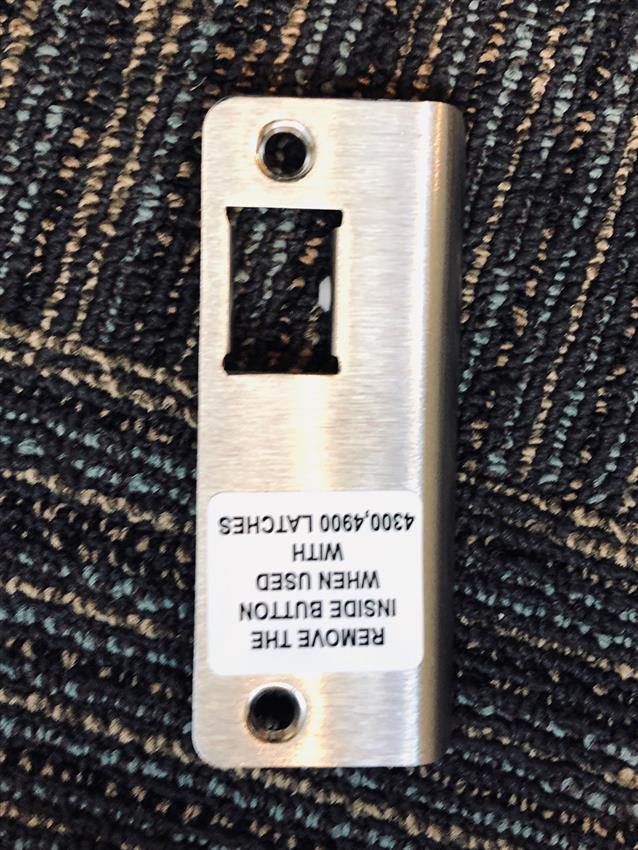 REMOVE THE
INSIDE BUTTON
WHEN USED
WITH
4300,4900 LATCHES